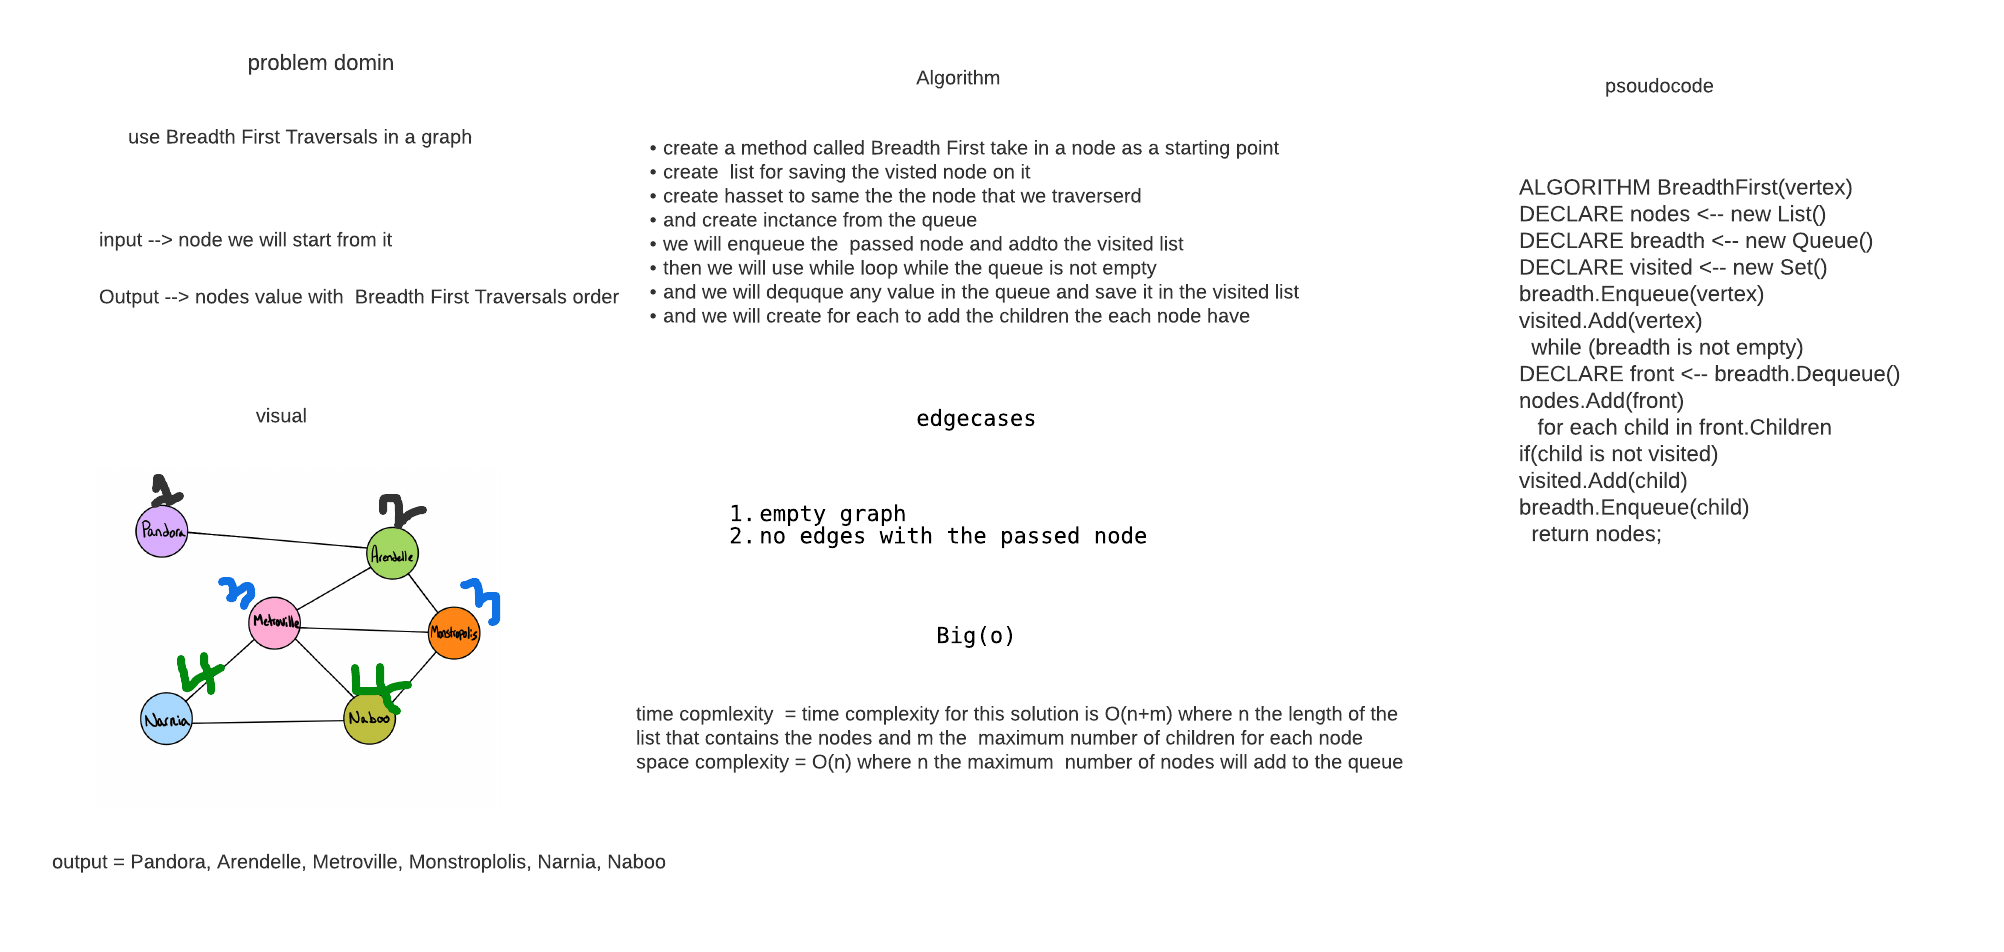 problem domin
use Breadth First Traversals in a graph
input --> node we will start from it
Output --> nodes value with  Breadth First Traversals order
visual
1
2
Pandora
Arendelle
3
3
Metroville
Monstropolis
4
4
Narnia
Naboo
output = Pandora, Arendelle, Metroville, Monstroplolis, Narnia, Naboo
Algorithm
• create a method called Breadth First take in a node as a starting point
• create  list for saving the visted node on it
• create hasset to same the the node that we traverserd
• and create inctance from the queue
• we will enqueue the  passed node and addto the visited list
• then we will use while loop while the queue is not empty
• and we will dequque any value in the queue and save it in the visited list
• and we will create for each to add the children the each node have
edgecases
1. empty graph
2. no edges with the passed node
Big(o)
time copmlexity  = time complexity for this solution is O(n+m) where n the length of the
list that contains the nodes and m the  maximum number of children for each node
space complexity = O(n) where n the maximum  number of nodes will add to the queue
psoudocode
ALGORITHM BreadthFirst(vertex)
DECLARE nodes <-- new List()
DECLARE breadth <-- new Queue()
DECLARE visited <-- new Set()
breadth.Enqueue(vertex)
visited.Add(vertex)
while (breadth is not empty)
DECLARE front <-- breadth.Dequeue()
nodes.Add(front)
for each child in front.Children
if(child is not visited)
visited.Add(child)
breadth.Enqueue(child)
return nodes;